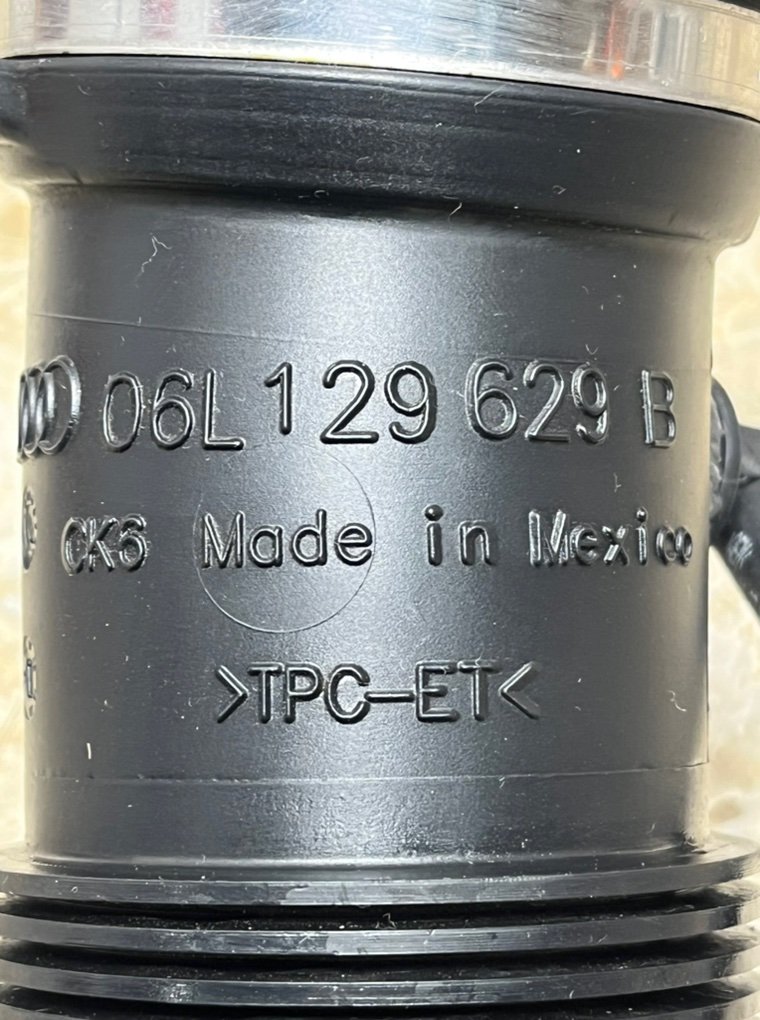 06L 129 629 B
CK6 Made in Mexico
>TPC-ET<